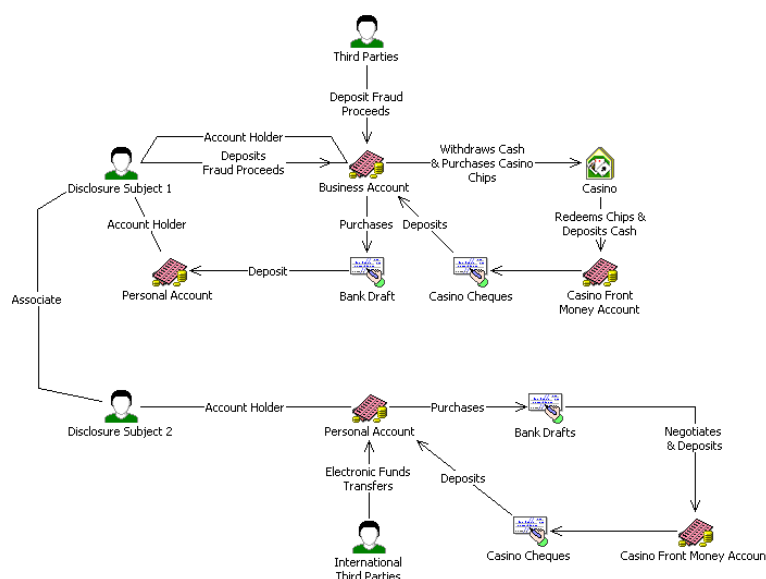 Third Parties
Deposit Fraud
Proceeds
Account Holder
Deposits
Fraud Proceeds
Withdraws Cash
& Purchases Casino
Chips
Disclosure Subject 1
Business Account
Casino
Account Holder
Purchases
Deposits
Redeems Chips &
Deposits Cash
Deposit
Personal Account
Bank Draft
Casino Cheques
Casino Front
Money Account
Associate
Account Holder
Purchases
Disclosure Subject 2
Personal Account
Bank Drafts
Negotiates
& Deposits
Electronic Funds
Transfers
Deposits
International
Third Parties
Casino Cheques
Casino Front Money Accoun